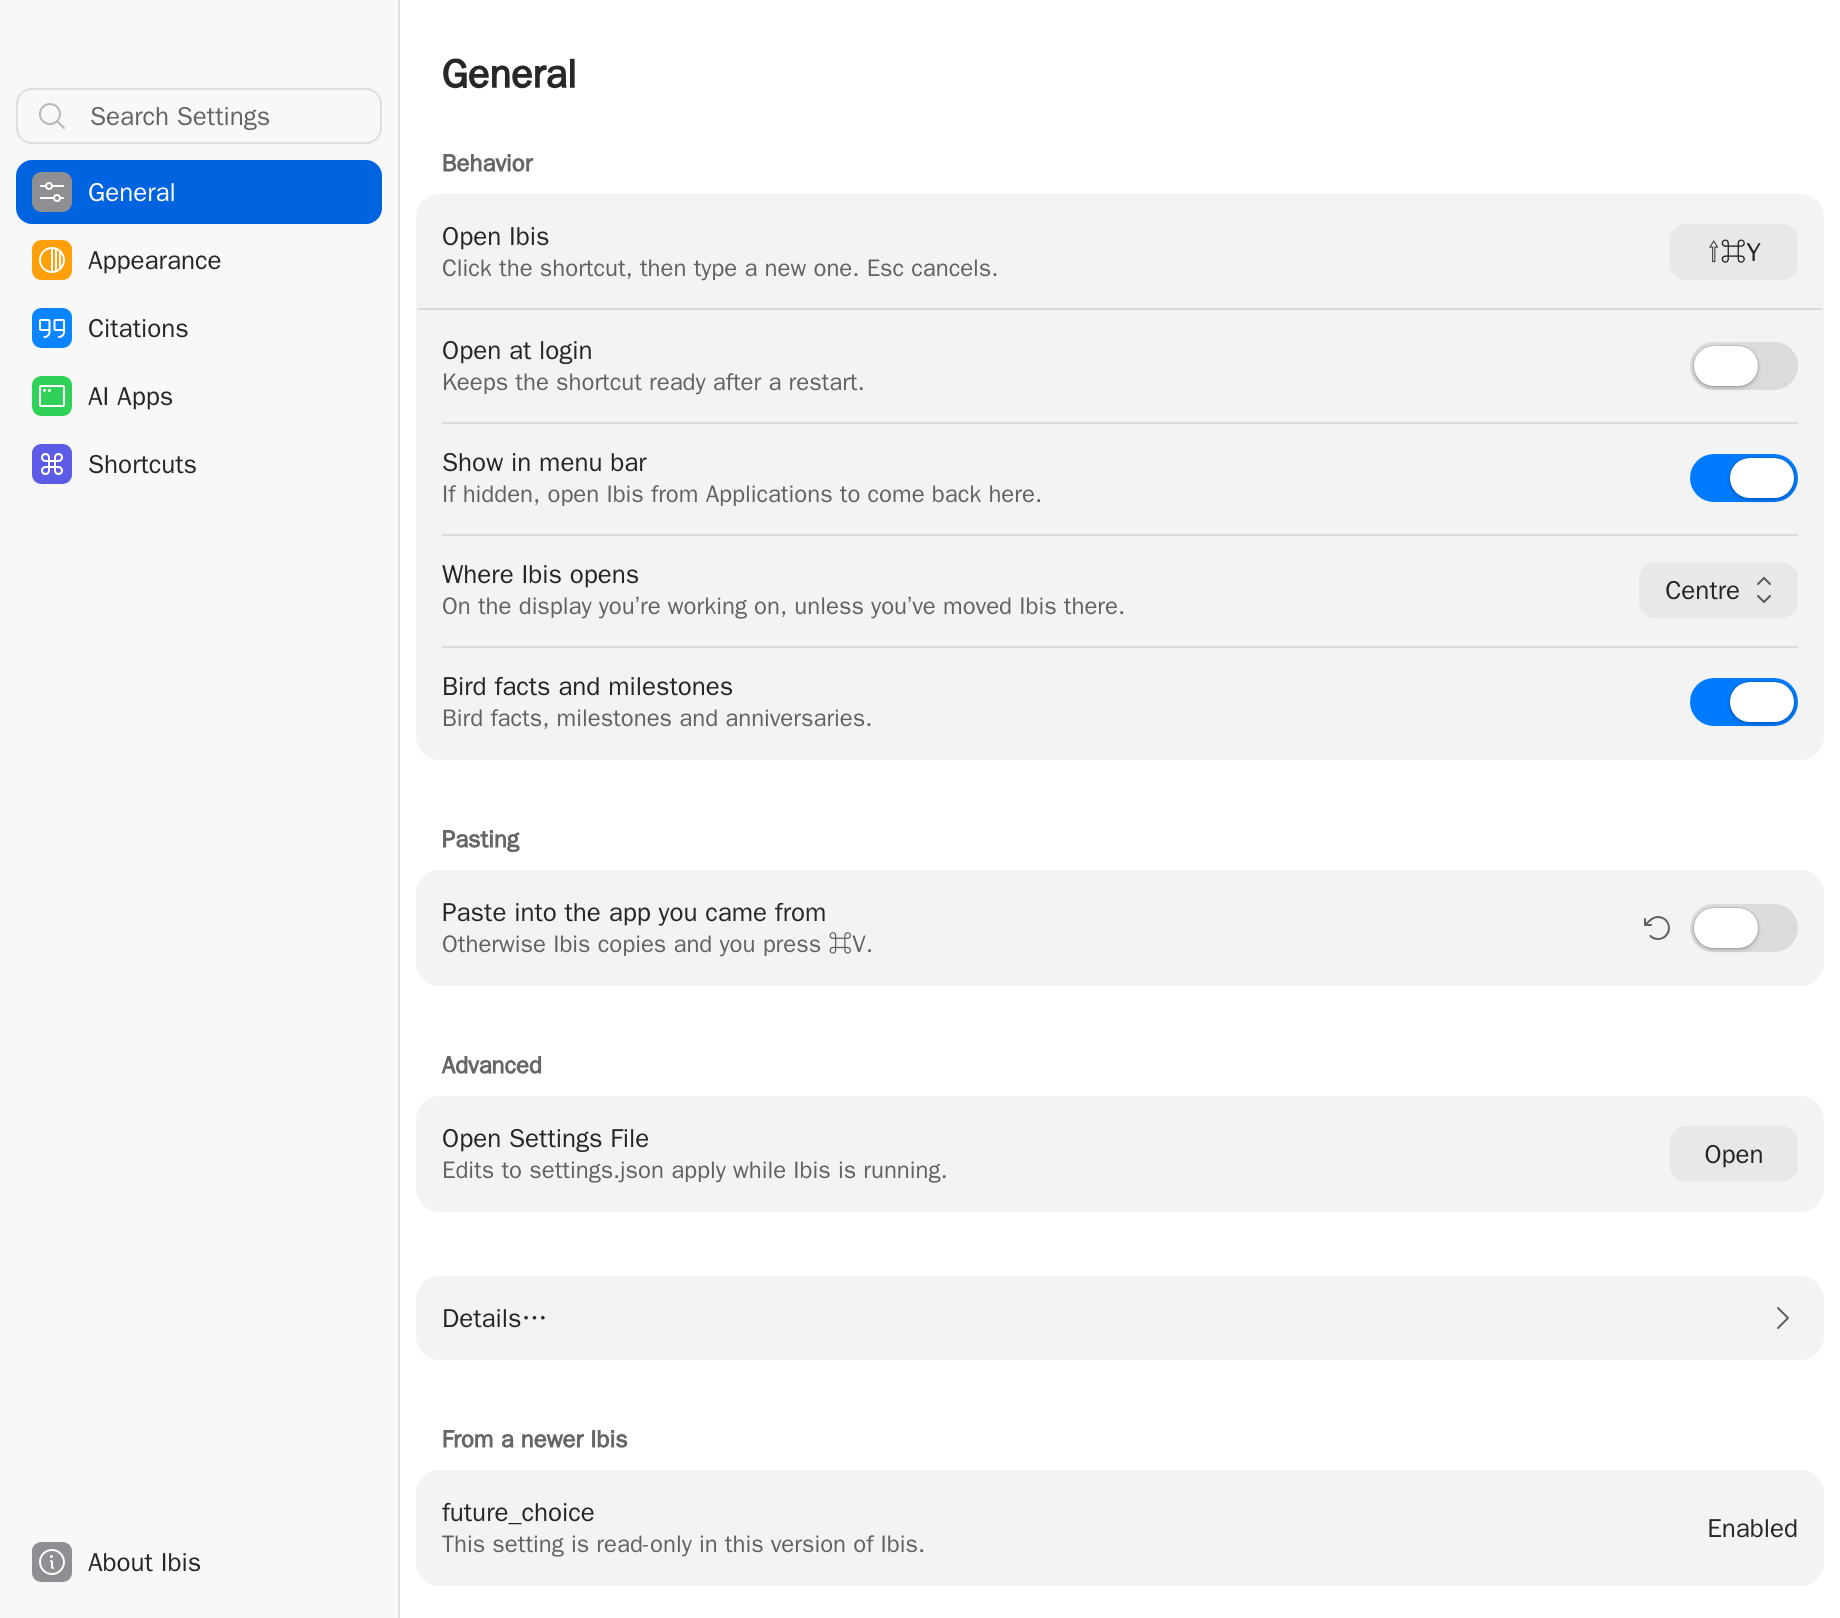 Search Settings
General
Appearance
Citations
AI Apps
Shortcuts
About Ibis
General
Behavior
Open Ibis
Click the shortcut, then type a new one. Esc cancels.
⇧⌘Y
Open at login
Keeps the shortcut ready after a restart.
Show in menu bar
If hidden, open Ibis from Applications to come back here.
Where Ibis opens
On the display you’re working on, unless you’ve moved Ibis there.
Centre
Bird facts and milestones
Bird facts, milestones and anniversaries.
Pasting
Paste into the app you came from
Otherwise Ibis copies and you press ⌘V.
Advanced
Open Settings File
Edits to settings.json apply while Ibis is running.
Open
Details…
From a newer Ibis
future_choice
This setting is read-only in this version of Ibis.
Enabled